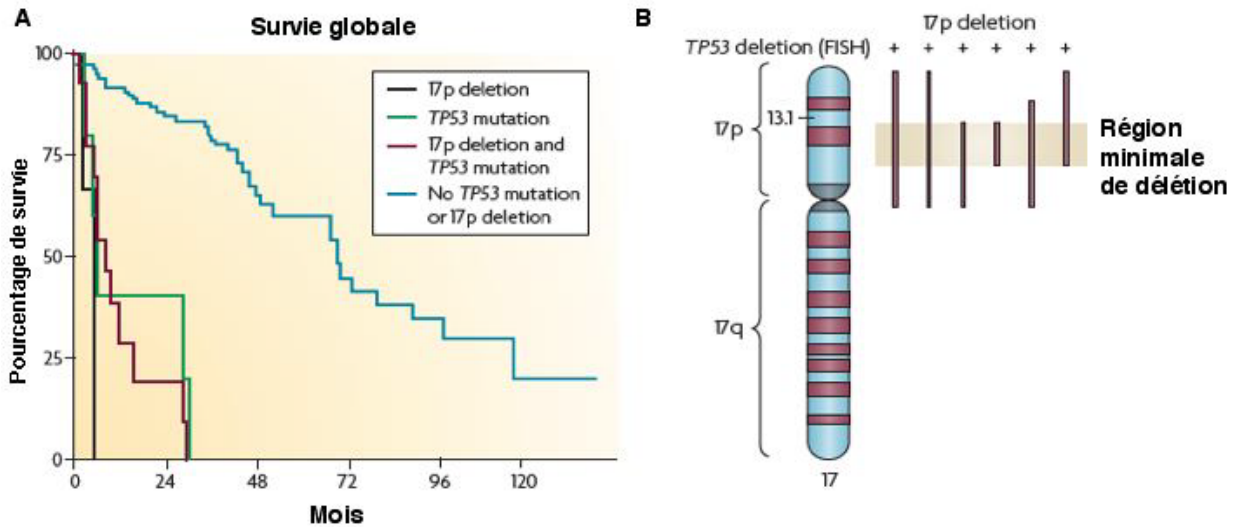 A
Survie globale
Pourcentage de survie
100
75
50
25
0
0 24 48 72 96 120
Mois
17p deletion
TP53 mutation
17p deletion and
TP53 mutation
No TP53 mutation
or 17p deletion
B
17p deletion
TP53 deletion (FISH) + + + + + +
17p
13.1
17q
17
Région
minimale
de délétion